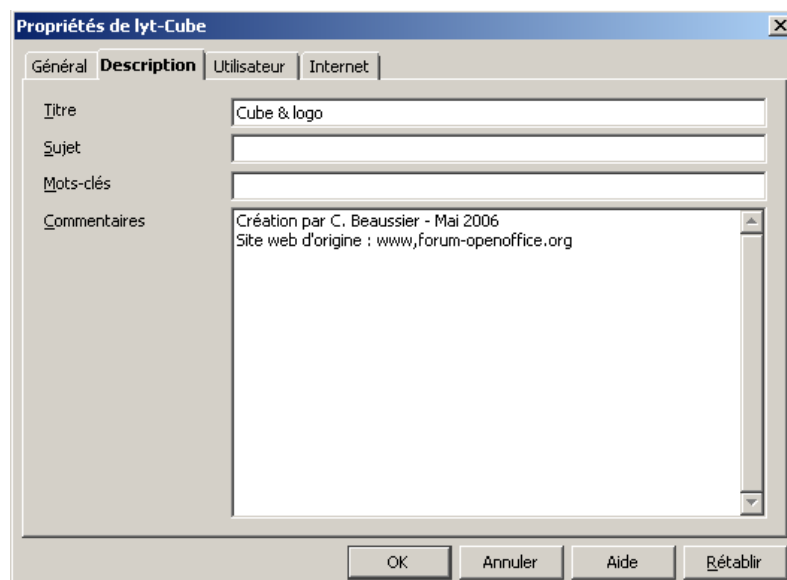 Propriétés de lyt-Cube
Général Description Utilisateur Internet
Titre Cube & logo
Sujet
Mots-clés
Commentaires Création par C. Beaussier - Mai 2006
Site web d'origine : www,forum-openoffice.org
OK Annuler Aide Rétablir